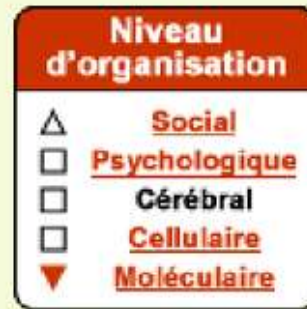 Niveau
d'organisation
Social
Psychologique
Cérébral
Cellulaire
Moléculaire